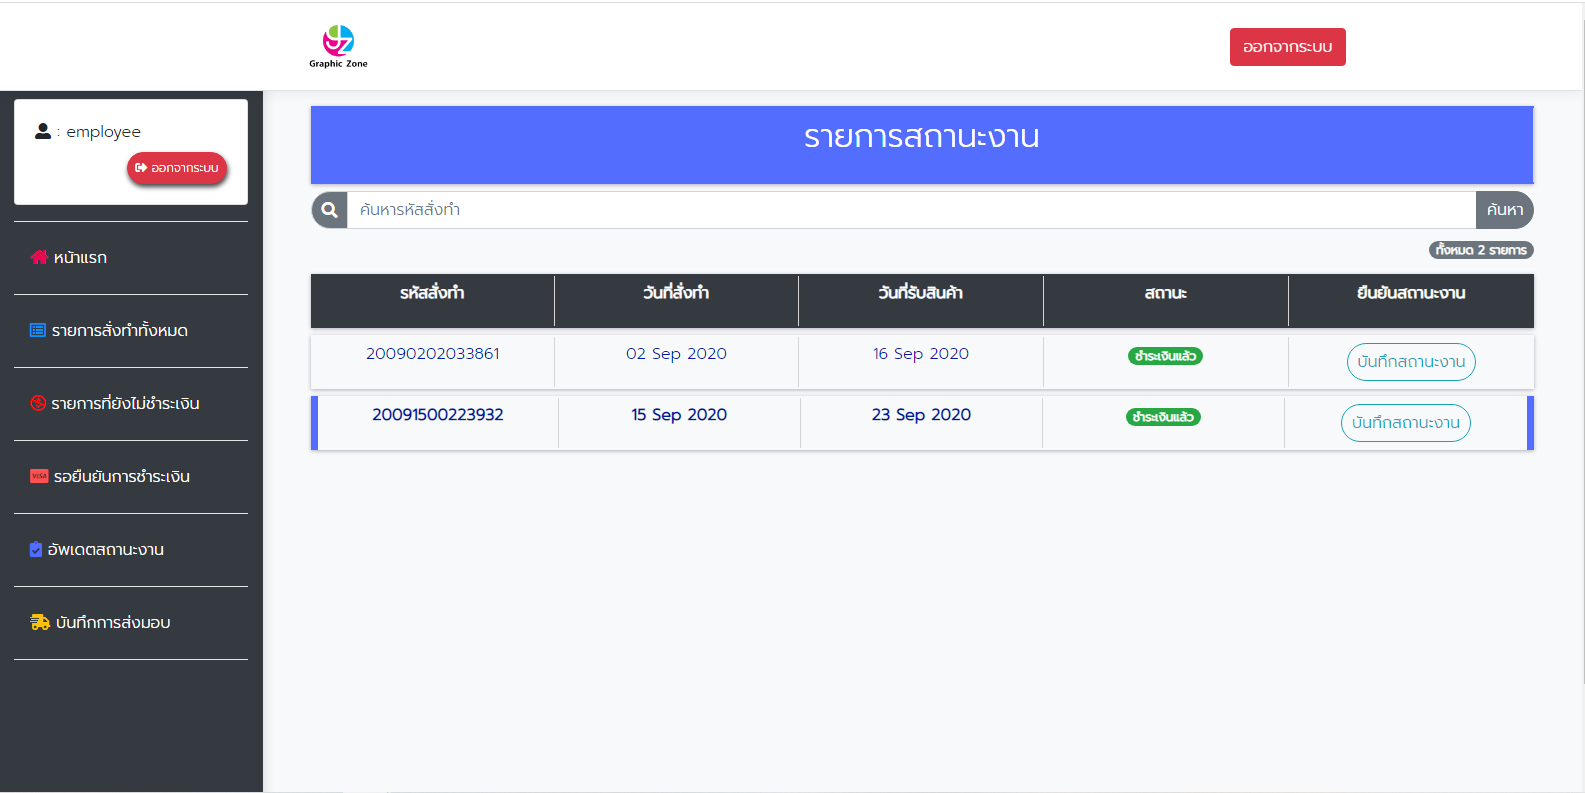 Graphic Zone
ออกจากระบบ
: employee
ออกจากระบบ
หน้าแรก
รายการสั่งทำทั้งหมด
รายการที่ยังไม่ชำระเงิน
VISA รอยืนยันการชำระเงิน
อัพเดตสถานะงาน
บันทึกการส่งมอบ
รายการสถานะงาน
ค้นหารหัสสั่งทำ ค้นหา
ทั้งหมด 2 รายการ
รหัสสั่งทำ วันที่สั่งทำ วันที่รับสินค้า สถานะ ยืนยันสถานะงาน
20090202033861 02 Sep 2020 16 Sep 2020 ชำระเงินแล้ว บันทึกสถานะงาน
20091500223932 15 Sep 2020 23 Sep 2020 ชำระเงินแล้ว บันทึกสถานะงาน